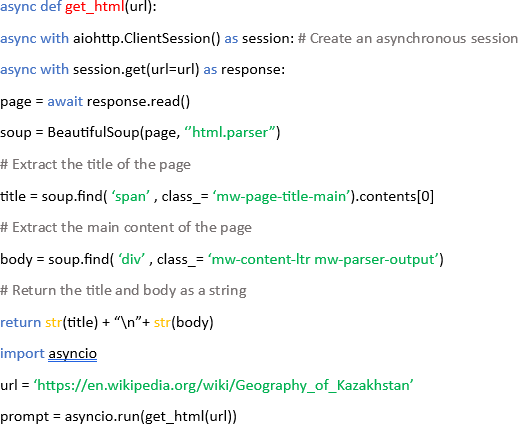 async def get_html(url):
async with aiohttp.ClientSession() as session: # Create an asynchronous session
async with session.get(url=url) as response:
page = await response.read()
soup = BeautifulSoup(page, ‘’html.parser”)
# Extract the title of the page
title = soup.find( ‘span’ , class_= ‘mw-page-title-main’).contents[0]
# Extract the main content of the page
body = soup.find( ‘div’ , class_= ‘mw-content-ltr mw-parser-output’)
# Return the title and body as a string
return str(title) + “\n”+ str(body)
import asyncio
url = ‘https://en.wikipedia.org/wiki/Geography_of_Kazakhstan’
prompt = asyncio.run(get_html(url))